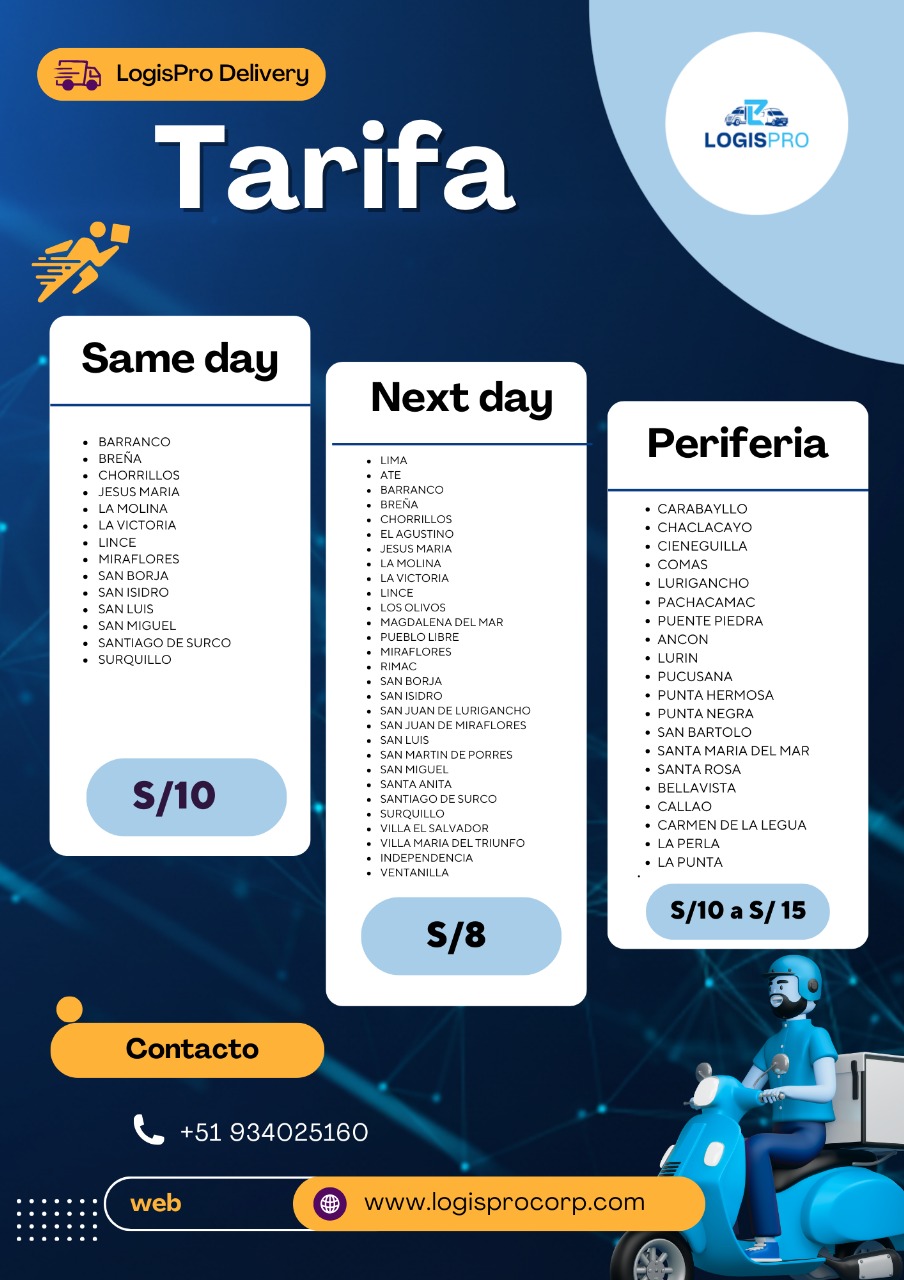 LogisPro Delivery
LOGISPRO
Tarifa
Same day
• BARRANCO
• BREÑA
• CHORRILLOS
• JESUS MARIA
• LA MOLINA
• LA VICTORIA
• LINCE
• MIRAFLORES
• SAN BORJA
• SAN ISIDRO
• SAN LUIS
• SAN MIGUEL
• SANTIAGO DE SURCO
• SURQUILLO
S/10
Next day
• LIMA
• ATE
• BARRANCO
• BREÑA
• CHORRILLOS
• EL AGUSTINO
• JESUS MARIA
• LA MOLINA
• LA VICTORIA
• LINCE
• LOS OLIVOS
• MAGDALENA DEL MAR
• PUEBLO LIBRE
• MIRAFLORES
• RIMAC
• SAN BORJA
• SAN ISIDRO
• SAN JUAN DE LURIGANCHO
• SAN JUAN DE MIRAFLORES
• SAN LUIS
• SAN MARTIN DE PORRES
• SAN MIGUEL
• SANTA ANITA
• SANTIAGO DE SURCO
• SURQUILLO
• VILLA EL SALVADOR
• VILLA MARIA DEL TRIUNFO
• INDEPENDENCIA
• VENTANILLA
S/8
Periferia
• CARABAYLLO
• CHACLACAYO
• CIENEGUILLA
• COMAS
• LURIGANCHO
• PACHACAMAC
• PUENTE PIEDRA
• ANCON
• LURIN
• PUCUSANA
• PUNTA HERMOSA
• PUNTA NEGRA
• SAN BARTOLO
• SANTA MARIA DEL MAR
• SANTA ROSA
• BELLAVISTA
• CALLAO
• CARMEN DE LA LEGUA
• LA PERLA
• LA PUNTA
.
S/10 a S/ 15
Contacto
+51 934025160
web
www.logisprocorp.com